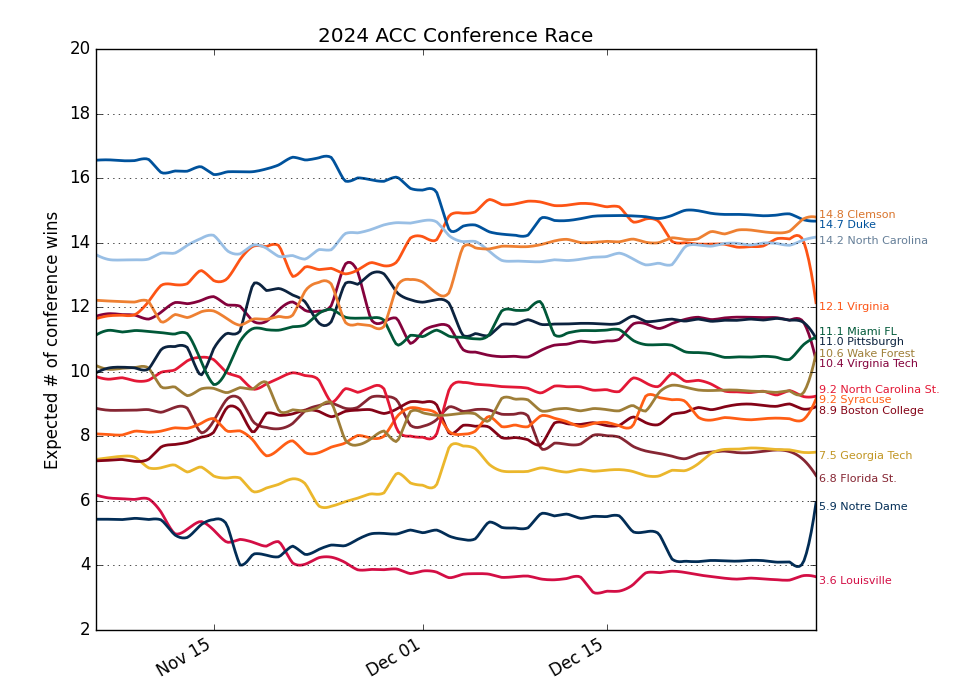 2024 ACC Conference Race
Expected # of conference wins
20
18
16
14
12
10
8
6
4
2
Nov 15
Dec 01
Dec 15
14.8 Clemson
14.7 Duke
14.2 North Carolina
12.1 Virginia
11.1 Miami FL
11.0 Pittsburgh
10.6 Wake Forest
10.4 Virginia Tech
9.2 North Carolina St.
9.2 Syracuse
8.9 Boston College
7.5 Georgia Tech
6.8 Florida St.
5.9 Notre Dame
3.6 Louisville